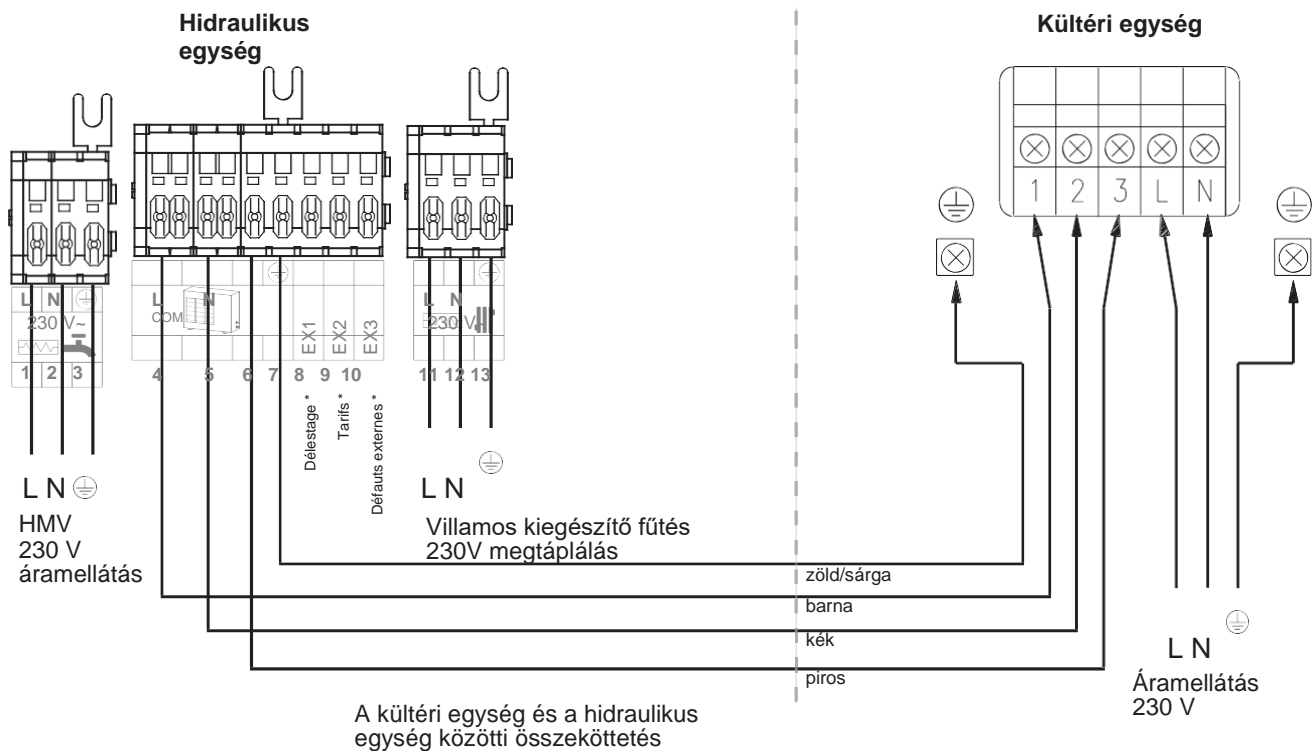 Hidraulikus
egység
Kültéri egység
1 2 3 L N
L N
230 V~
1 2 3
L N
COM
EX1
EX2
EX3
4 5 6 7 8 9 10
Délestage *
Tarifs *
Défauts externes *
L N
230 V
11 12 13
L N
HMV
230 V
áramellátás
L N
Villamos kiegészítő fűtés
230V megtáplálás
zöld/sárga
barna
kék
piros
L N
Áramellátás
230 V
A kültéri egység és a hidraulikus
egység közötti összeköttetés